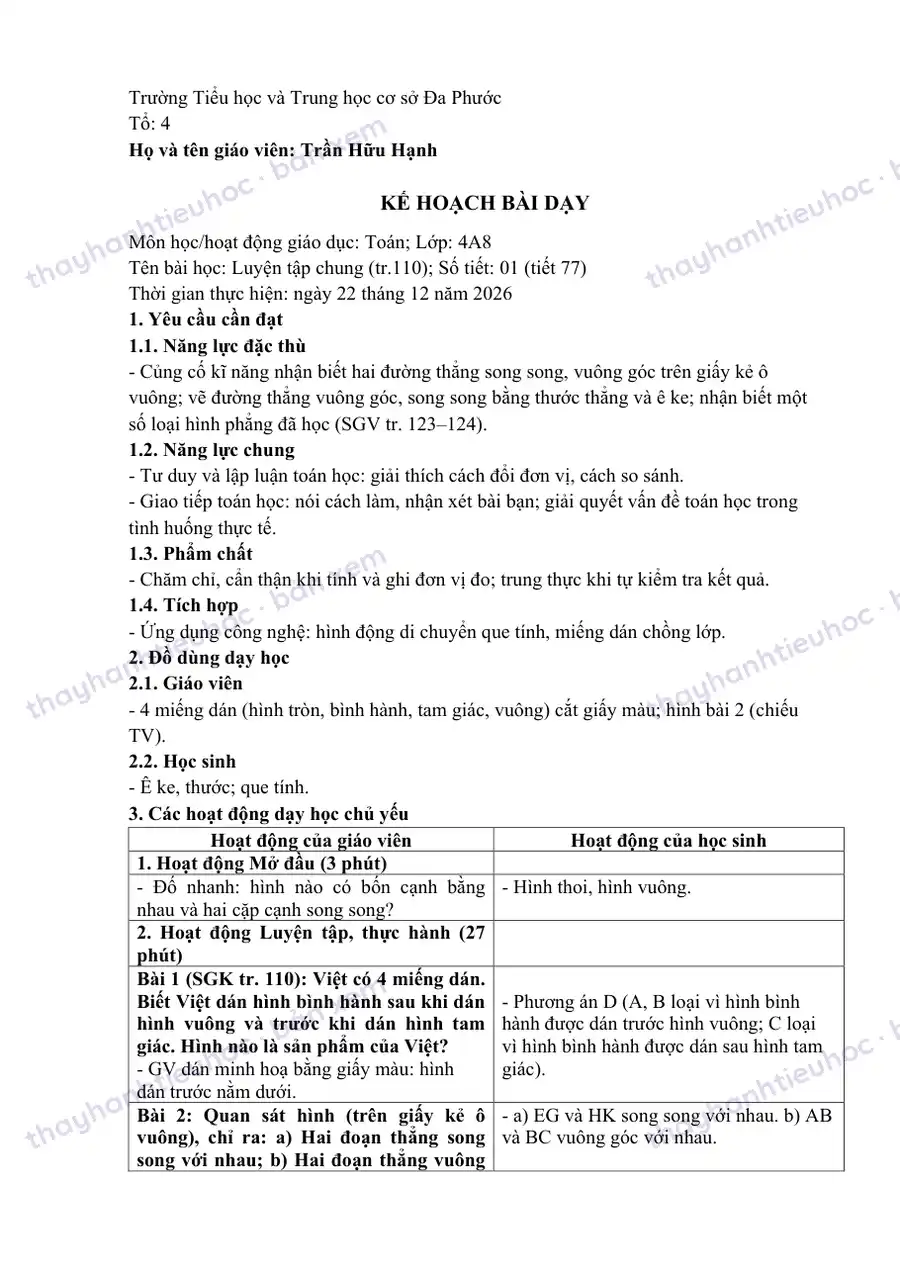 Trường Tiểu học và Trung học cơ sở Đa Phước
Tổ: 4
Họ và tên giáo viên: Trần Hữu Hạnh
KẾ HOẠCH BÀI DẠY
Môn học/hoạt động giáo dục: Toán; Lớp: 4A8
Tên bài học: Luyện tập chung (tr.110); Số tiết: 01 (tiết 77)
Thời gian thực hiện: ngày 22 tháng 12 năm 2026
1. Yêu cầu cần đạt
1.1. Năng lực đặc thù
- Củng cố kĩ năng nhận biết hai đường thẳng song song, vuông góc trên giấy kẻ ô
vuông; vẽ đường thẳng vuông góc, song song bằng thước thẳng và ê ke; nhận biết một
số loại hình phẳng đã học (SGV tr. 123–124).
1.2. Năng lực chung
- Tư duy và lập luận toán học: giải thích cách đổi đơn vị, cách so sánh.
- Giao tiếp toán học: nói cách làm, nhận xét bài bạn; giải quyết vấn đề toán học trong
tình huống thực tế.
1.3. Phẩm chất
- Chăm chỉ, cẩn thận khi tính và ghi đơn vị đo; trung thực khi tự kiểm tra kết quả.
1.4. Tích hợp
- Ứng dụng công nghệ: hình động di chuyển que tính, miếng dán chồng lớp.
2. Đồ dùng dạy học
2.1. Giáo viên
- 4 miếng dán (hình tròn, bình hành, tam giác, vuông) cắt giấy màu; hình bài 2 (chiếu
TV).
2.2. Học sinh
- Ê ke, thước; que tính.
3. Các hoạt động dạy học chủ yếu
Hoạt động của giáo viên
Hoạt động của học sinh
1. Hoạt động Mở đầu (3 phút)
- Đố nhanh: hình nào có bốn cạnh bằng
nhau và hai cặp cạnh song song?
- Hình thoi, hình vuông.
2. Hoạt động Luyện tập, thực hành (27
phút)
Bài 1 (SGK tr. 110): Việt có 4 miếng dán.
Biết Việt dán hình bình hành sau khi dán
hình vuông và trước khi dán hình tam
giác. Hình nào là sản phẩm của Việt?
- GV dán minh hoạ bằng giấy màu: hình
dán trước nằm dưới.
- Phương án D (A, B loại vì hình bình
hành được dán trước hình vuông; C loại
vì hình bình hành được dán sau hình tam
giác).
Bài 2: Quan sát hình (trên giấy kẻ ô
vuông), chỉ ra: a) Hai đoạn thẳng song
song với nhau; b) Hai đoạn thẳng vuông
- a) EG và HK song song với nhau. b) AB
và BC vuông góc với nhau.
thayhanhtieuhoc · bản xem
thayhanhtieuhoc · b
thayhanhtieuhoc · bản xem
thayhanhtieuhoc · b
thayhanhtieuhoc · bản xem
thayhanhtieuhoc · b